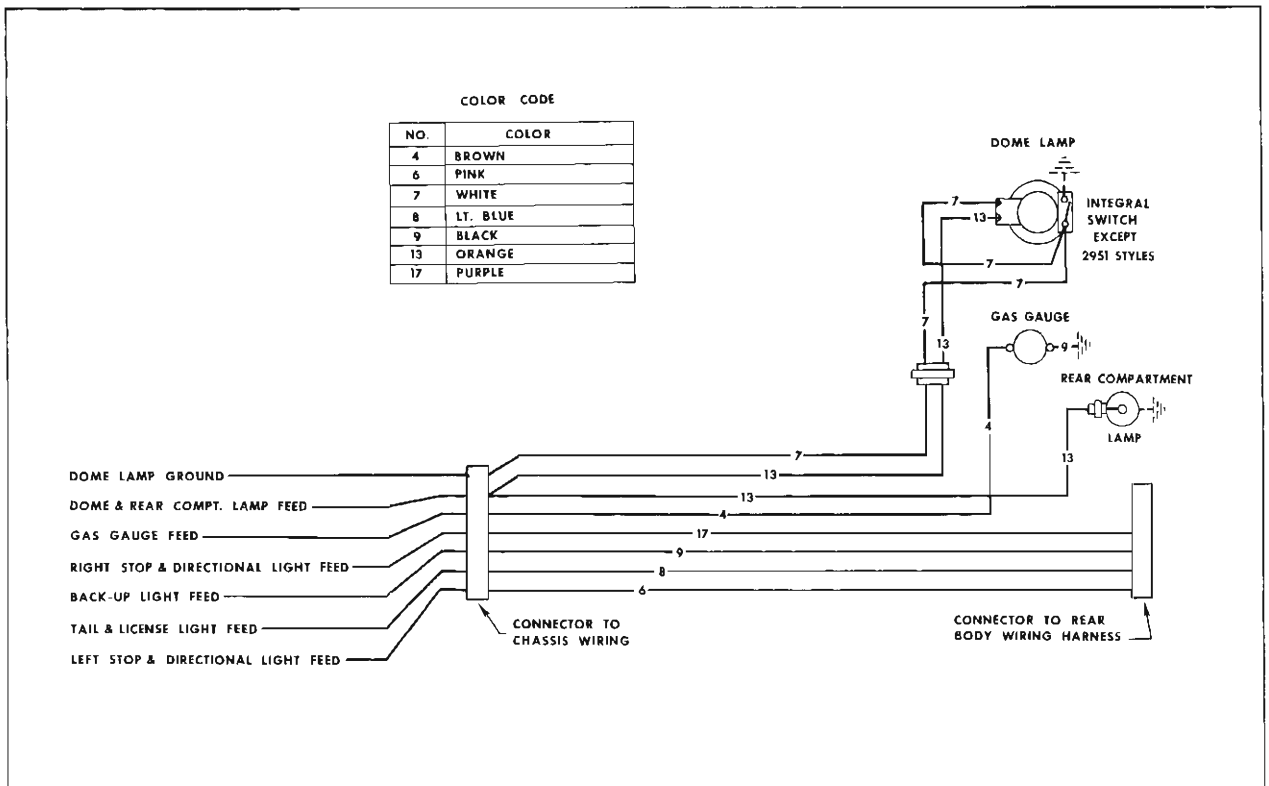 COLOR CODE
NO. COLOR
4 BROWN
6 PINK
7 WHITE
8 LT. BLUE
9 BLACK
13 ORANGE
17 PURPLE
DOME LAMP
7
13
INTEGRAL
SWITCH
EXCEPT
2951 STYLES
7
7
7
13
GAS GAUGE
9
REAR COMPARTMENT
LAMP
4
13
7
13
13
4
17
9
8
6
DOME LAMP GROUND
DOME & REAR COMPT. LAMP FEED
GAS GAUGE FEED
RIGHT STOP & DIRECTIONAL LIGHT FEED
BACK-UP LIGHT FEED
TAIL & LICENSE LIGHT FEED
LEFT STOP & DIRECTIONAL LIGHT FEED
CONNECTOR TO
CHASSIS WIRING
CONNECTOR TO REAR
BODY WIRING HARNESS